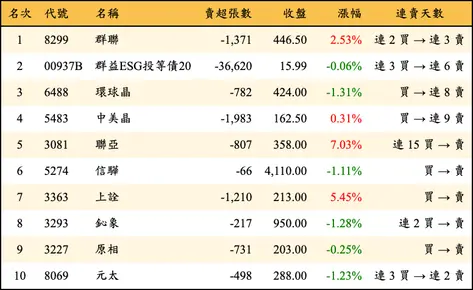 名次 代號 名稱 賣超張數 收盤 漲幅 連賣天數
1 8299 群聯 -1,371 446.50 2.53% 連 2 買 → 連 3 賣
2 00937B 群益ESG投等債20 -36,620 15.99 -0.06% 連 3 買 → 連 6 賣
3 6488 環球晶 -782 424.00 -1.31% 買 → 連 8 賣
4 5483 中美晶 -1,983 162.50 0.31% 買 → 連 9 賣
5 3081 聯亞 -807 358.00 7.03% 連 15 買 → 賣
6 5274 信驊 -66 4,110.00 -1.11% 買 → 賣
7 3363 上詮 -1,210 213.00 5.45% 買 → 賣
8 3293 鈊象 -217 950.00 -1.28% 連 2 買 → 賣
9 3227 原相 -731 203.00 -0.25% 買 → 賣
10 8069 元太 -498 288.00 -1.23% 連 3 買 → 連 2 賣